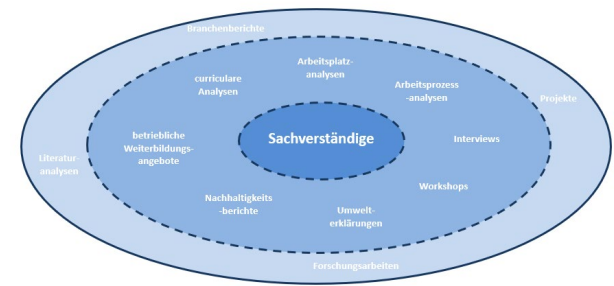 Branchenberichte
Arbeitsplatz-
analysen
curriculare
Analysen
Arbeitsprozess
-analysen
Projekte
Sachverständige
betriebliche
Weiterbildungs-
angebote
Interviews
Literatur-
analysen
Workshops
Nachhaltigkeits
-berichte
Umwelt-
erklärungen
Forschungsarbeiten